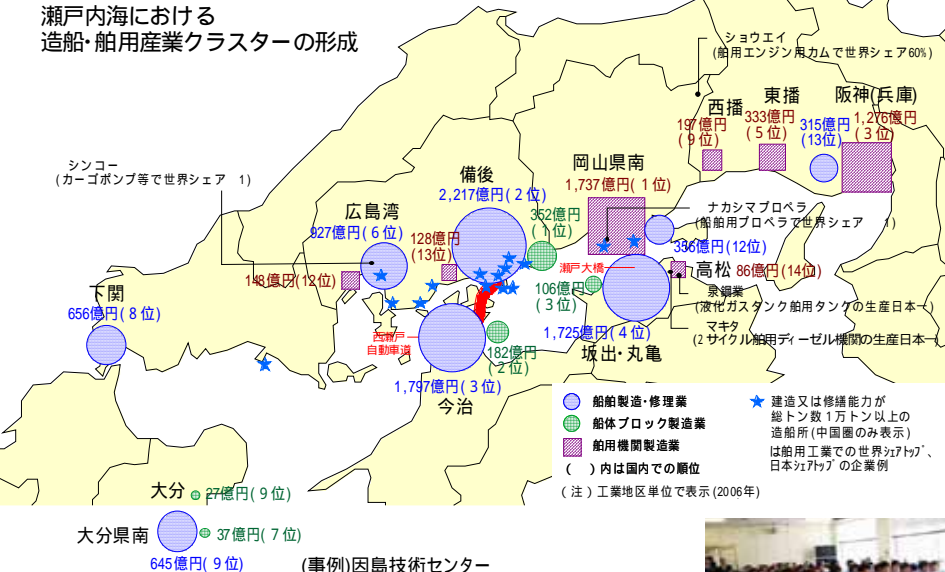 瀬戸内海における
造船・舶用産業クラスターの形成
ショウエイ
(舶用エンジン用カムで世界シェア60%)
西播
197億円
(9位)
東播
333億円
(5位)
315億円
(13位)
阪神(兵庫)
1,276億円
(3位)
シンコー
(カーゴポンプ等で世界シェア 1)
備後
2,217億円(2位)
岡山県南
1,737億円(1位)
広島湾
927億円(6位)
128億円
(13位)
352億円
(1位)
ナカシマプロペラ
(船舶用プロペラで世界シェア 1)
356億円(12位)
148億円(12位)
瀬戸大橋
高松 86億円(14位)
泉鋼業
(液化ガスタンク舶用タンクの生産日本一)
マキタ
(2サイクル舶用ディーゼル機関の生産日本一)
106億円
(3位)
下関
656億円(8位)
西瀬戸
自動車道
182億円
(2位)
1,725億円(4位)
坂出・丸亀
1,797億円(3位)
今治
船舶製造・修理業
船体ブロック製造業
舶用機関製造業
( )内は国内での順位
(注)工業地区単位で表示(2006年)
建造又は修繕能力が
総トン数1万トン以上の
造船所(中国圏のみ表示)
は舶用工業での世界シェアトップ、
日本シェアトップの企業例
大分 27億円(9位)
大分県南 37億円(7位)
645億円(9位)
(事例)因島技術センター